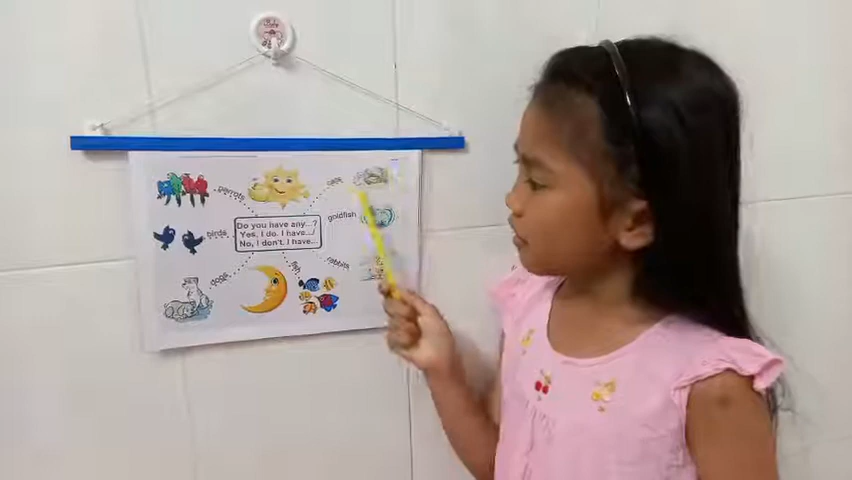 parrots
cats
birds
Do you have any...?
Yes, I do. I have...
No, I don't. I have...
goldfish
dogs
fish
rabbits